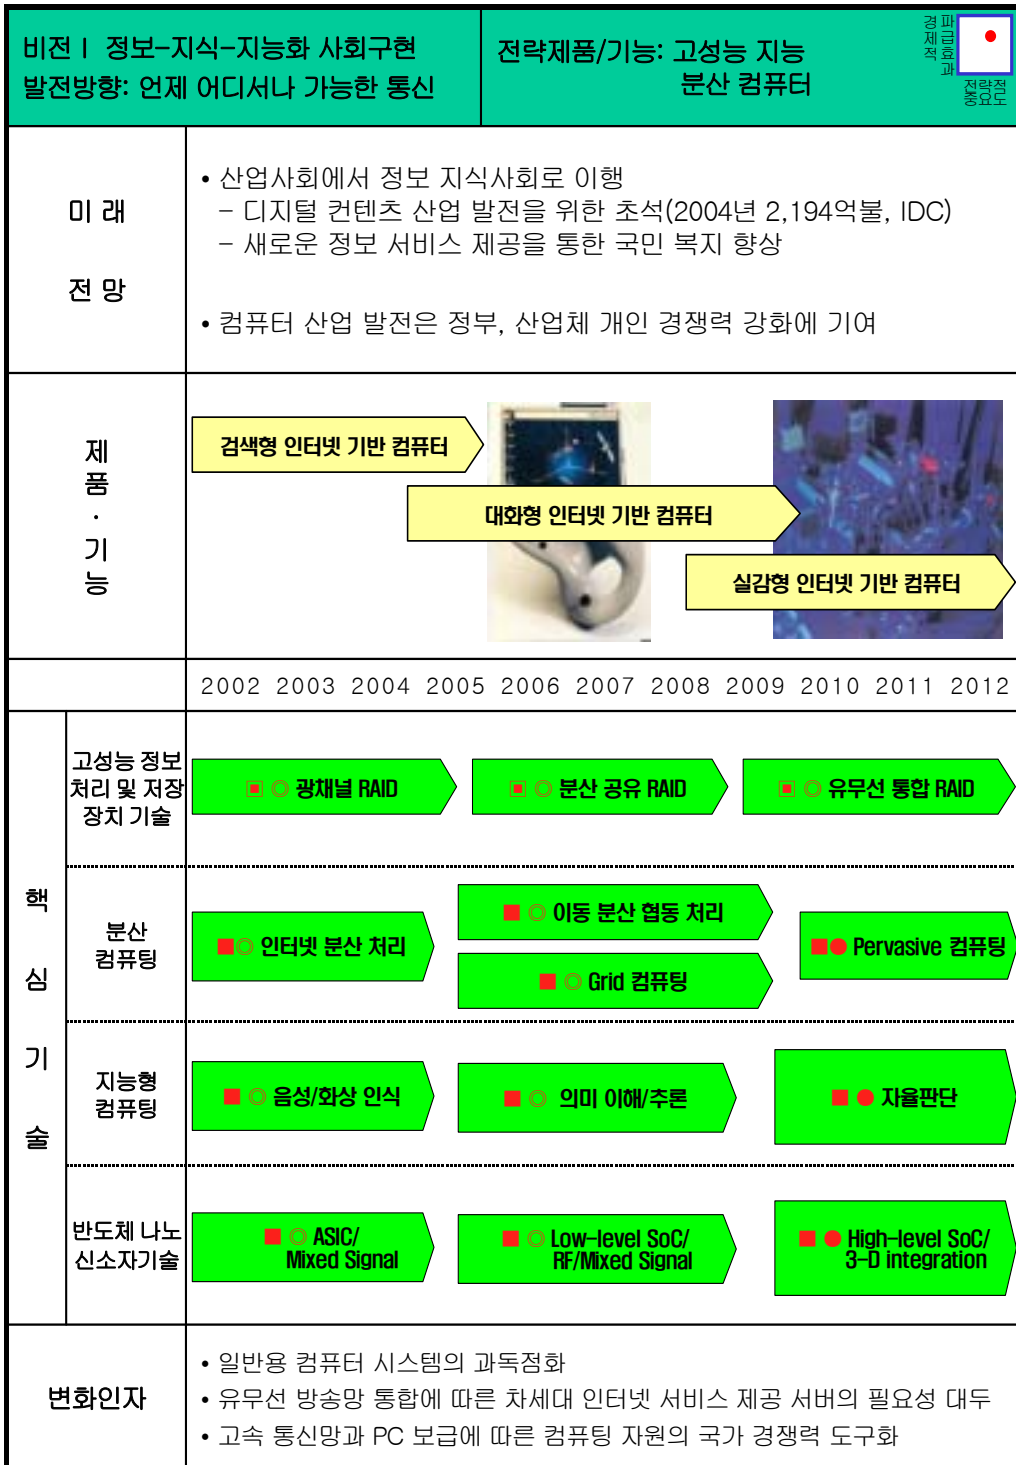 비전Ⅰ 정보-지식-지능화 사회구현
발전방향: 언제 어디서나 가능한 통신
전략제품/기능: 고성능 지능
분산 컴퓨터
경제적
파급효과
전략적
중요도
미 래
전 망
• 산업사회에서 정보 지식사회로 이행
- 디지털 컨텐츠 산업 발전을 위한 초석(2004년 2,194억불, IDC)
- 새로운 정보 서비스 제공을 통한 국민 복지 향상
• 컴퓨터 산업 발전은 정부, 산업체 개인 경쟁력 강화에 기여
제
품
·
기
능
검색형 인터넷 기반 컴퓨터
대화형 인터넷 기반 컴퓨터
실감형 인터넷 기반 컴퓨터
2002 2003 2004 2005 2006 2007 2008 2009 2010 2011 2012
핵
심
기
술
고성능 정보
처리 및 저장
장치 기술
▣ ◎ 광채널 RAID
▣ ◎ 분산 공유 RAID
▣ ◎ 유무선 통합 RAID
분산
컴퓨팅
■◎ 인터넷 분산 처리
■ ◎ 이동 분산 협동 처리
■ ◎ Grid 컴퓨팅
■● Pervasive 컴퓨팅
지능형
컴퓨팅
■ ◎ 음성/화상 인식
■ ◎ 의미 이해/추론
■ ● 자율판단
반도체 나노
신소자기술
■ ◎ ASIC/
Mixed Signal
■ ◎ Low-level SoC/
RF/Mixed Signal
■ ● High-level SoC/
3-D integration
변화인자
• 일반용 컴퓨터 시스템의 과독점화
• 유무선 방송망 통합에 따른 차세대 인터넷 서비스 제공 서버의 필요성 대두
• 고속 통신망과 PC 보급에 따른 컴퓨팅 자원의 국가 경쟁력 도구화